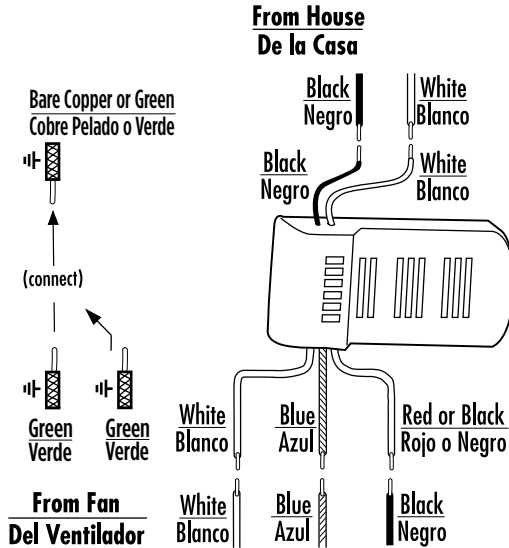 From House
De la Casa
Black
Negro
White
Blanco
Bare Copper or Green
Cobre Pelado o Verde
Black
Negro
White
Blanco
(connect)
Green
Verde
Green
Verde
White
Blanco
Blue
Azul
Red or Black
Rojo o Negro
From Fan
Del Ventilador
White
Blanco
Blue
Azul
Black
Negro